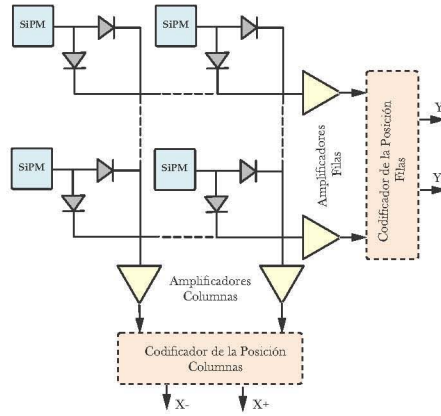 SiPM
SiPM
Y
Amplificadores
Filas
Codificador de la Posición
Filas
Y
SiPM
SiPM
Amplificadores
Columnas
Codificador de la Posición
Columnas
X-
X+